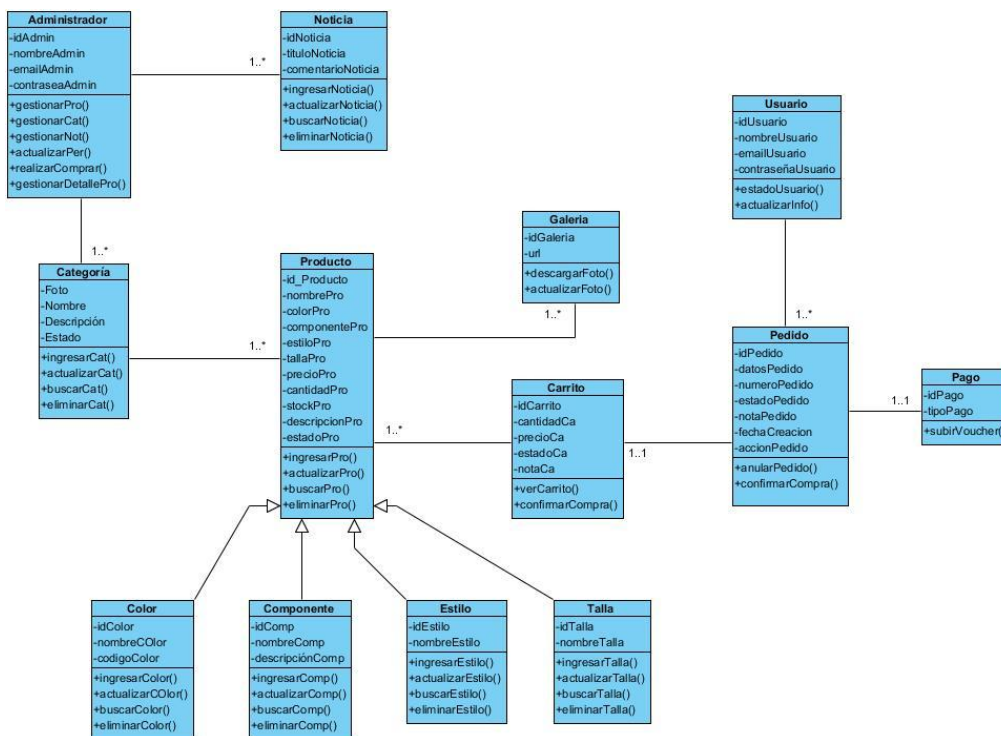 Administrador
-idAdmin
-nombreAdmin
-emailAdmin
-contraseaAdmin
+gestionarPro()
+gestionarCat()
+gestionarNot()
+actualizarPer()
+realizarComprar()
+gestionarDetallePro()
1..*
Noticia
-idNoticia
-tituloNoticia
-comentarioNoticia
+ingresarNoticia()
+actualizarNoticia()
+buscarNoticia()
+eliminarNoticia()
Usuario
-idUsuario
-nombreUsuario
-emailUsuario
-contraseñaUsuario
+estadoUsuario()
+actualizarInfo()
1..*
Galeria
-idGaleria
-url
+descargarFoto()
+actualizarFoto()
1..*
1..*
Categoría
-Foto
-Nombre
-Descripción
-Estado
+ingresarCat()
+actualizarCat()
+buscarCat()
+eliminarCat()
1..*
Producto
-id_Producto
-nombrePro
-colorPro
-componentePro
-estiloPro
-tallaPro
-precioPro
-cantidadPro
-stockPro
-descripcionPro
-estadoPro
+ingresarPro()
+actualizarPro()
+buscarPro()
+eliminarPro()
1..*
Carrito
-idCarrito
-cantidadCa
-precioCa
-estadoCa
-notaCa
+verCarrito()
+confirmarCompra()
1..1
Pedido
-idPedido
-datosPedido
-numeroPedido
-estadoPedido
-notaPedido
-fechaCreacion
-accionPedido
+anularPedido()
+confirmarCompra()
1..1
Pago
-idPago
-tipoPago
+subirVoucher()
Color
-idColor
-nombreCOlor
-codigoColor
+ingresarColor()
+actualizarCOlor()
+buscarColor()
+eliminarColor()
Componente
-idComp
-nombreComp
-descripciónComp
+ingresarComp()
+actualizarComp()
+buscarComp()
+eliminarComp()
Estilo
-idEstilo
-nombreEstilo
+ingresarEstilo()
+actualizarEstilo()
+buscarEstilo()
+eliminarEstilo()
Talla
-idTalla
-nombreTalla
+ingresarTalla()
+actualizarTalla()
+buscarTalla()
+eliminarTalla()